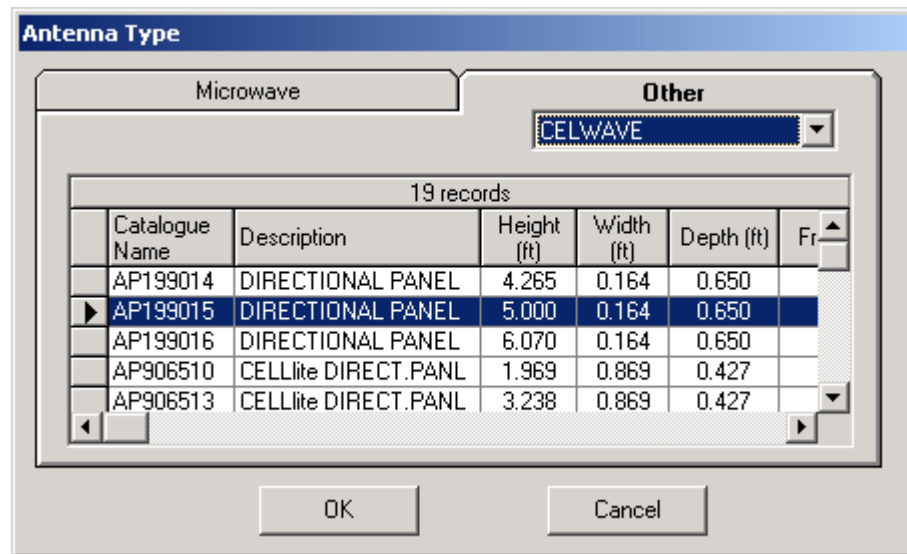 Antenna Type
Microwave Other
CELWAVE
19 records
Catalogue Name Description Height (ft) Width (ft) Depth (ft) Fr
AP199014 DIRECTIONAL PANEL 4.265 0.164 0.650
AP199015 DIRECTIONAL PANEL 5.000 0.164 0.650
AP199016 DIRECTIONAL PANEL 6.070 0.164 0.650
AP906510 CELLlite DIRECT.PANL 1.969 0.869 0.427
AP906513 CELLlite DIRECT.PANL 3.238 0.869 0.427
OK Cancel